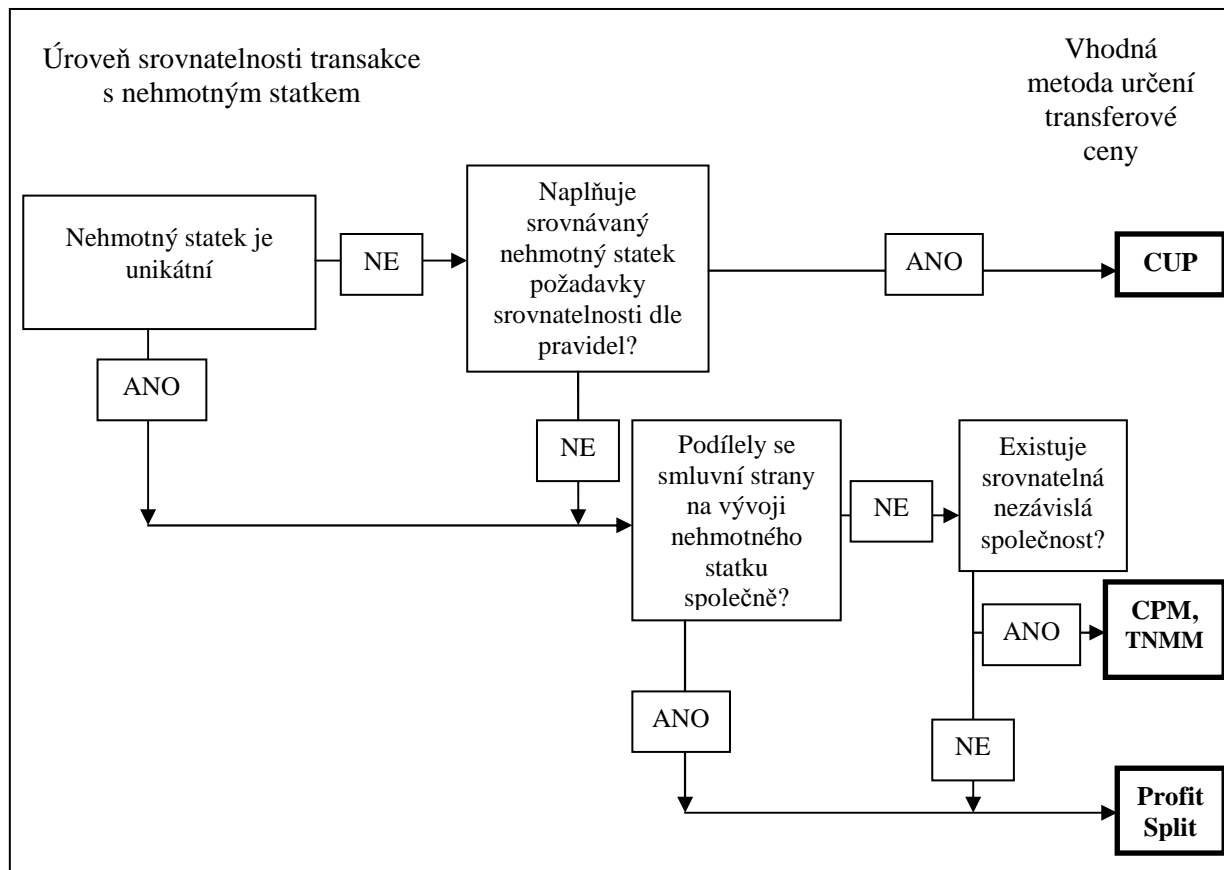 Úroveň srovnatelnosti transakce
s nehmotným statkem
Vhodná
metoda určení
transferové
ceny
Nehmotný statek je
unikátní
NE
Naplňuje
srovnávaný
nehmotný statek
požadavky
srovnatelnosti dle
pravidel?
ANO
CUP
ANO
NE
Podílely se
smluvní strany
na vývoji
nehmotného
statku
společně?
NE
Existuje
srovnatelná
nezávislá
společnost?
ANO
CPM,
TNMM
ANO
NE
Profit
Split